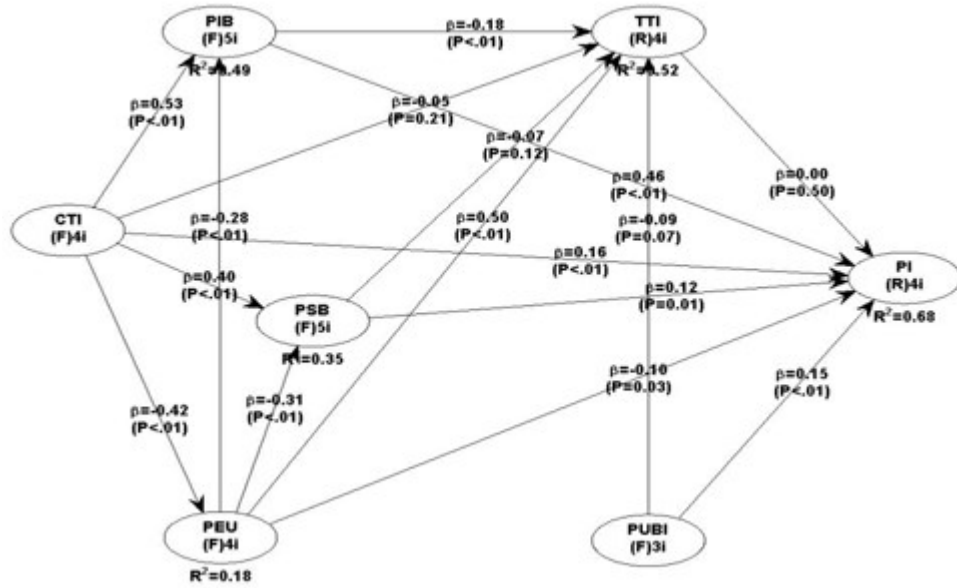 PIB
(F)5i
R²=0.49
β=-0.18
(P<.01)
TTI
(R)4i
R²=0.52
β=0.53
(P<.01)
β=-0.05
(P=0.21)
β=-0.07
(P=0.12)
β=0.46
(P<.01)
β=0.00
(P=0.50)
CTI
(F)4i
β=-0.28
(P<.01)
β=0.50
(P<.01)
β=-0.09
(P=0.07)
β=0.16
(P<.01)
PI
(R)4i
R²=0.68
β=0.40
(P<.01)
PSB
(F)5i
R²=0.35
β=0.12
(P=0.01)
β=-0.42
(P<.01)
β=-0.31
(P<.01)
β=-0.10
(P=0.03)
β=0.15
(P<.01)
PEU
(F)4i
R²=0.18
PUBI
(F)3i